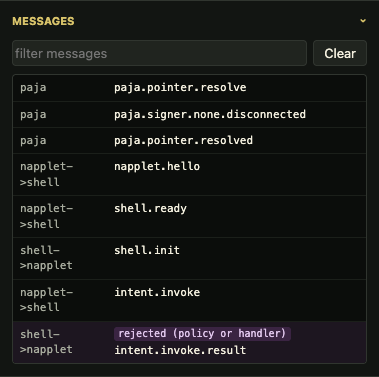 MESSAGES
filter messages Clear
paja paja.pointer.resolve
paja paja.signer.none.disconnected
paja paja.pointer.resolved
napplet–
>shell napplet.hello
napplet–
>shell shell.ready
shell–
>napplet shell.init
napplet–
>shell intent.invoke
shell–
>napplet rejected (policy or handler)
intent.invoke.result